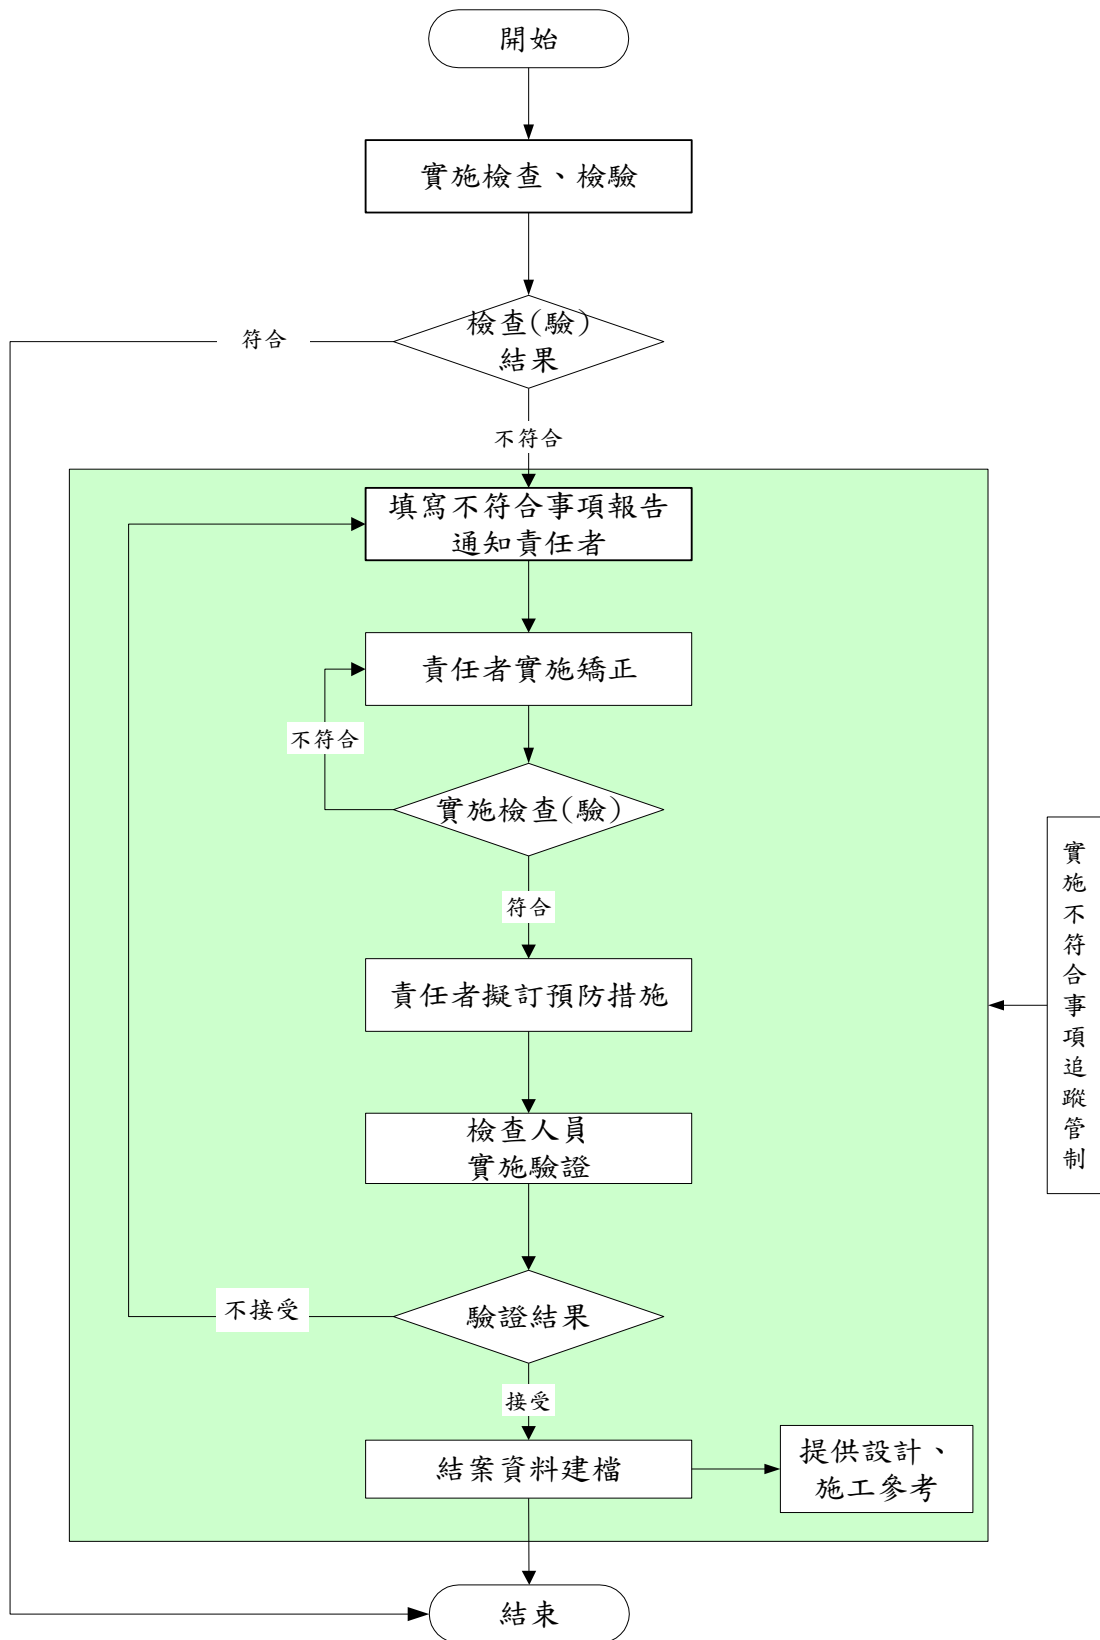 開始
實施檢查、檢驗
檢查(驗)
結果
符合
不符合
填寫不符合事項報告
通知責任者
責任者實施矯正
不符合
實施檢查(驗)
符合
責任者擬訂預防措施
檢查人員
實施驗證
驗證結果
不接受
接受
結案資料建檔
提供設計、
施工參考
結束
實施不符合事項追蹤管制